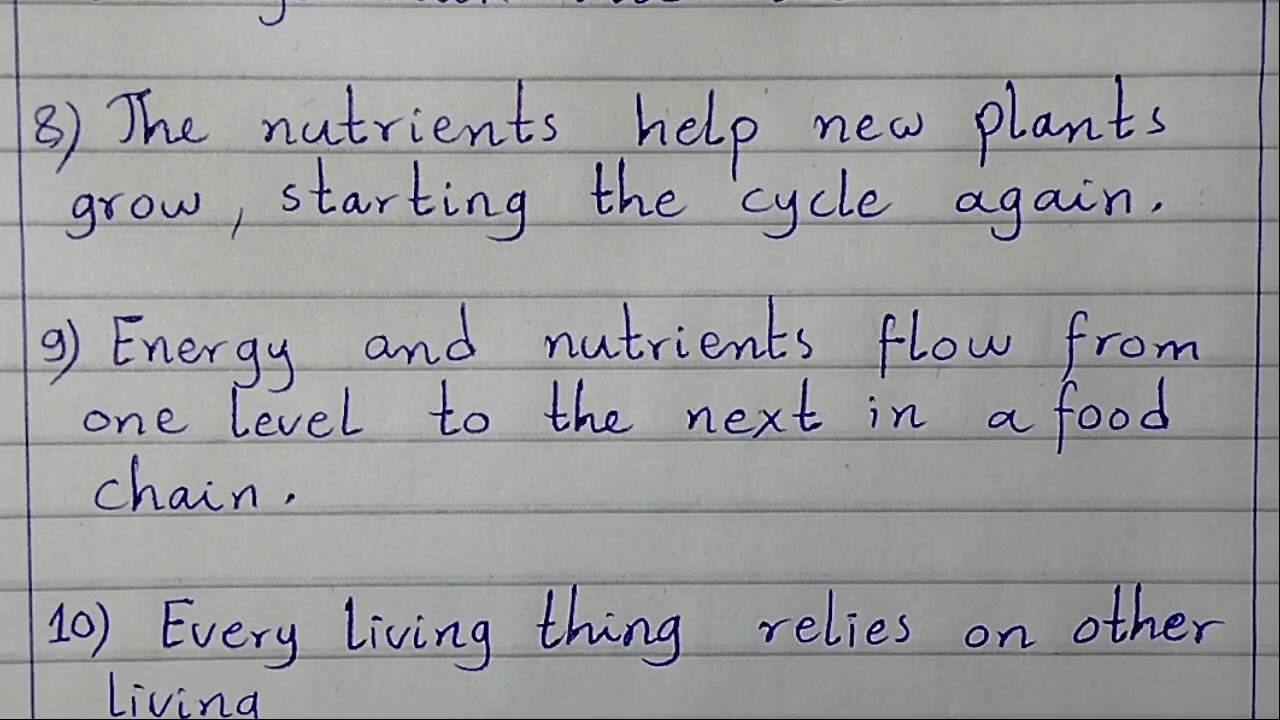 8) The nutrients help new plants
grow, starting the cycle again.
9) Energy and nutrients flow from
one level to the next in a food
chain.
10) Every living thing relies on other
living